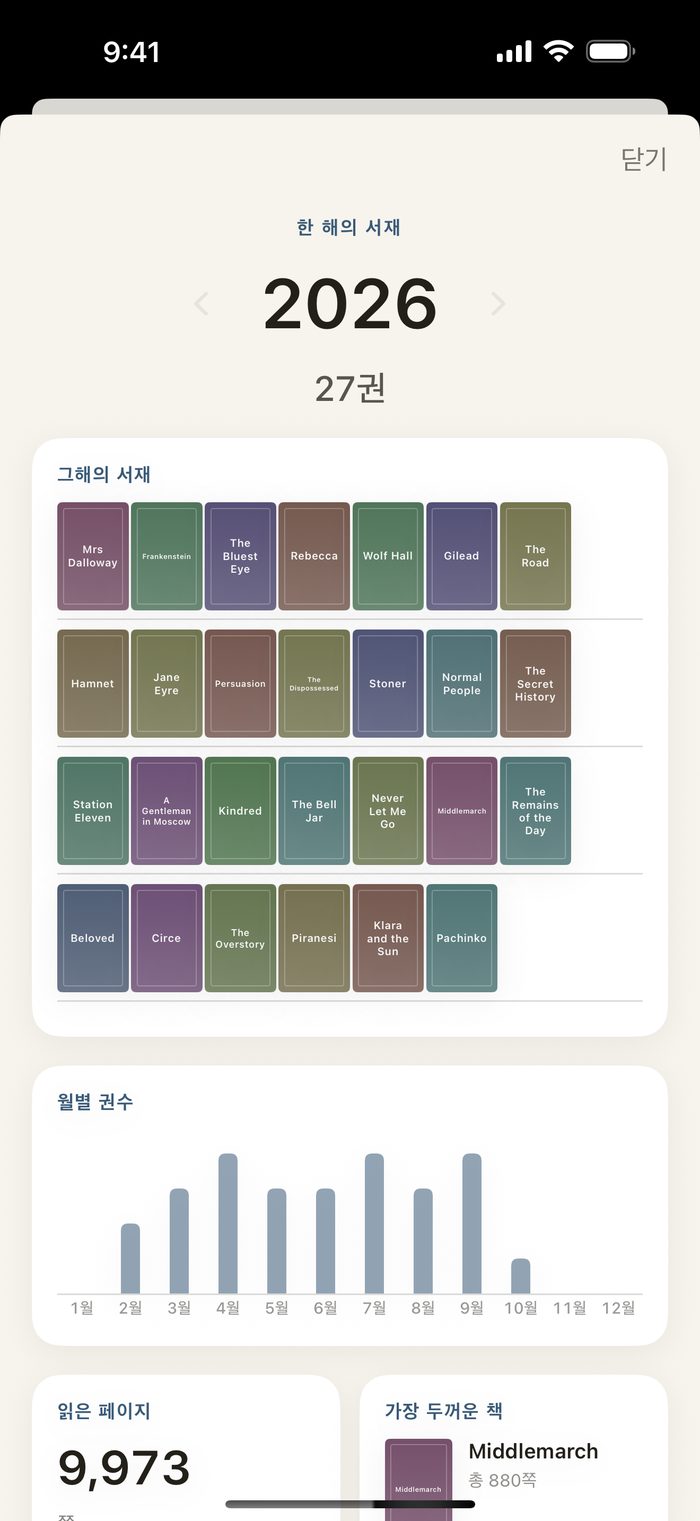 9:41
닫기
한 해의 서재
2026
27권
그해의 서재
Mrs
Dalloway
Frankenstein
The
Bluest
Eye
Rebecca
Wolf Hall
Gilead
The
Road
Hamnet
Jane
Eyre
Persuasion
The
Dispossessed
Stoner
Normal
People
The
Secret
History
Station
Eleven
A
Gentleman
in Moscow
Kindred
The Bell
Jar
Never
Let Me
Go
Middlemarch
The
Remains
of the
Day
Beloved
Circe
The
Overstory
Piranesi
Klara
and the
Sun
Pachinko
월별 권수
1월 2월 3월 4월 5월 6월 7월 8월 9월 10월 11월 12월
읽은 페이지
9,973
쪽
가장 두꺼운 책
Middlemarch
총 880쪽
Middlemarch